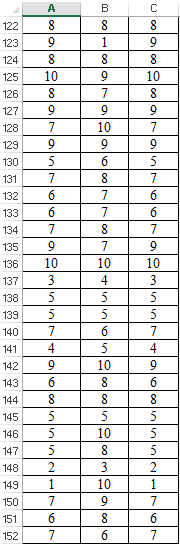 A B C
122 8 8 8
123 9 1 9
124 8 8 8
125 10 9 10
126 8 7 8
127 9 9 9
128 7 10 7
129 9 9 9
130 5 6 5
131 7 8 7
132 6 7 6
133 6 7 6
134 7 8 7
135 9 7 9
136 10 10 10
137 3 4 3
138 5 5 5
139 5 5 5
140 7 6 7
141 4 5 4
142 9 10 9
143 6 8 6
144 8 8 8
145 5 5 5
146 5 10 5
147 5 8 5
148 2 3 2
149 1 10 1
150 7 9 7
151 6 8 6
152 7 6 7